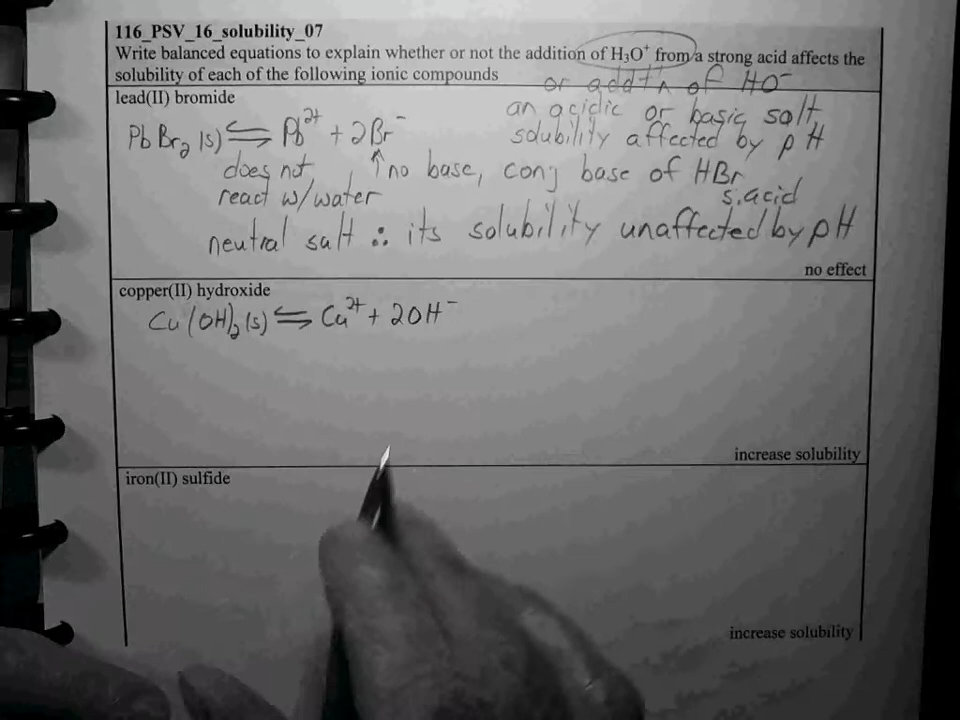 116_PSV_16_solubility_07
Write balanced equations to explain whether or not the addition of H₃O⁺ from a strong acid affects the
solubility of each of the following ionic compounds
or addt'n of HO⁻
lead(II) bromide
an acidic or basic salt,
PbBr₂(s) ⇌ Pb²⁺ + 2Br⁻
solubility affected by pH
does not
↑ no base, conj base of HBr
react w/water
s.acid
neutral salt ∴ its solubility unaffected by pH
no effect
copper(II) hydroxide
Cu(OH)₂(s) ⇌ Cu²⁺ + 2OH⁻
increase solubility
iron(II) sulfide
increase solubility